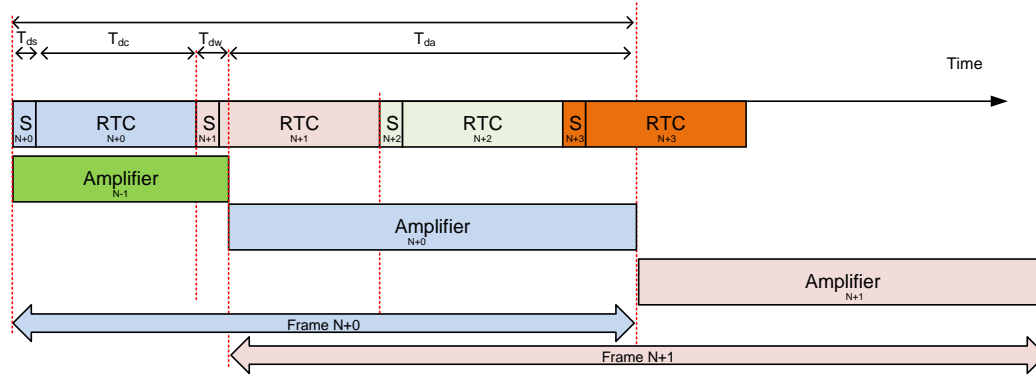 Tds Tdc Tdw Tda
Time
S RTC S RTC S RTC S RTC
N+0 N+0 N+1 N+1 N+2 N+2 N+3 N+3
Amplifier
N-1
Amplifier
N+0
Amplifier
N+1
Frame N+0
Frame N+1